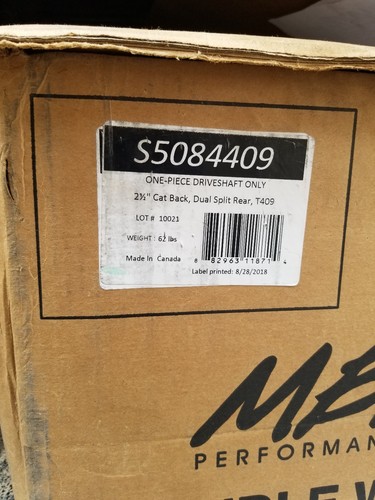 S5084409
ONE-PIECE DRIVESHAFT ONLY
2½" Cat Back, Dual Split Rear, T409
LOT # 10021
WEIGHT : 62 lbs
Made In Canada
8 82963 11871 4
Label printed: 8/28/2018
MB
PERFORMAN